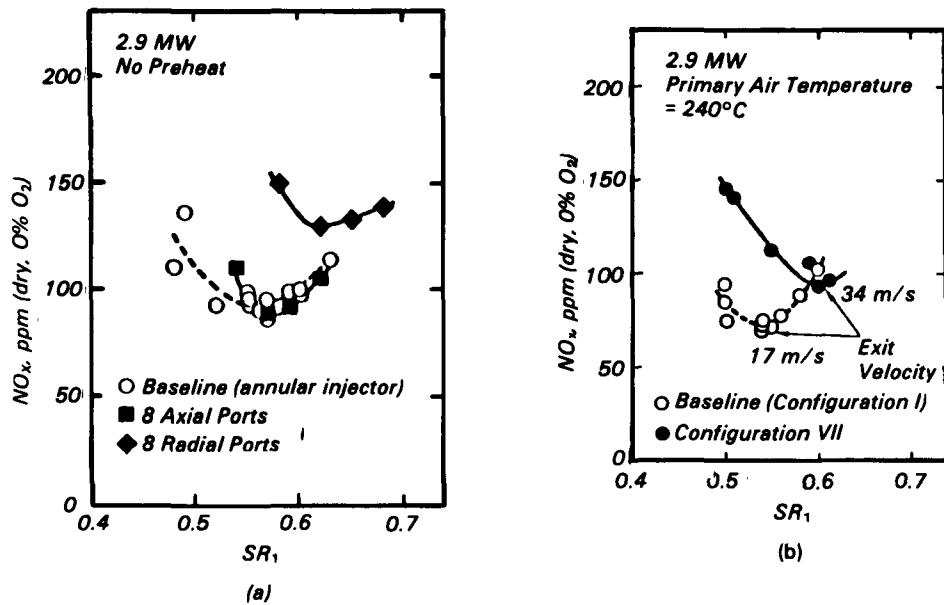 2.9 MW
No Preheat
200
150
100
50
0
NOx, ppm (dry, 0% O2)
○ Baseline (annular injector)
■ 8 Axial Ports
◆ 8 Radial Ports
0.4 0.5 0.6 0.7
SR1
(a)
2.9 MW
Primary Air Temperature
= 240°C
200
150
100
50
0
NOx, ppm (dry, 0% O2)
34 m/s
17 m/s
Exit
Velocity
○ Baseline (Configuration I)
● Configuration VII
0.4 0.5 0.6 0.7
SR1
(b)